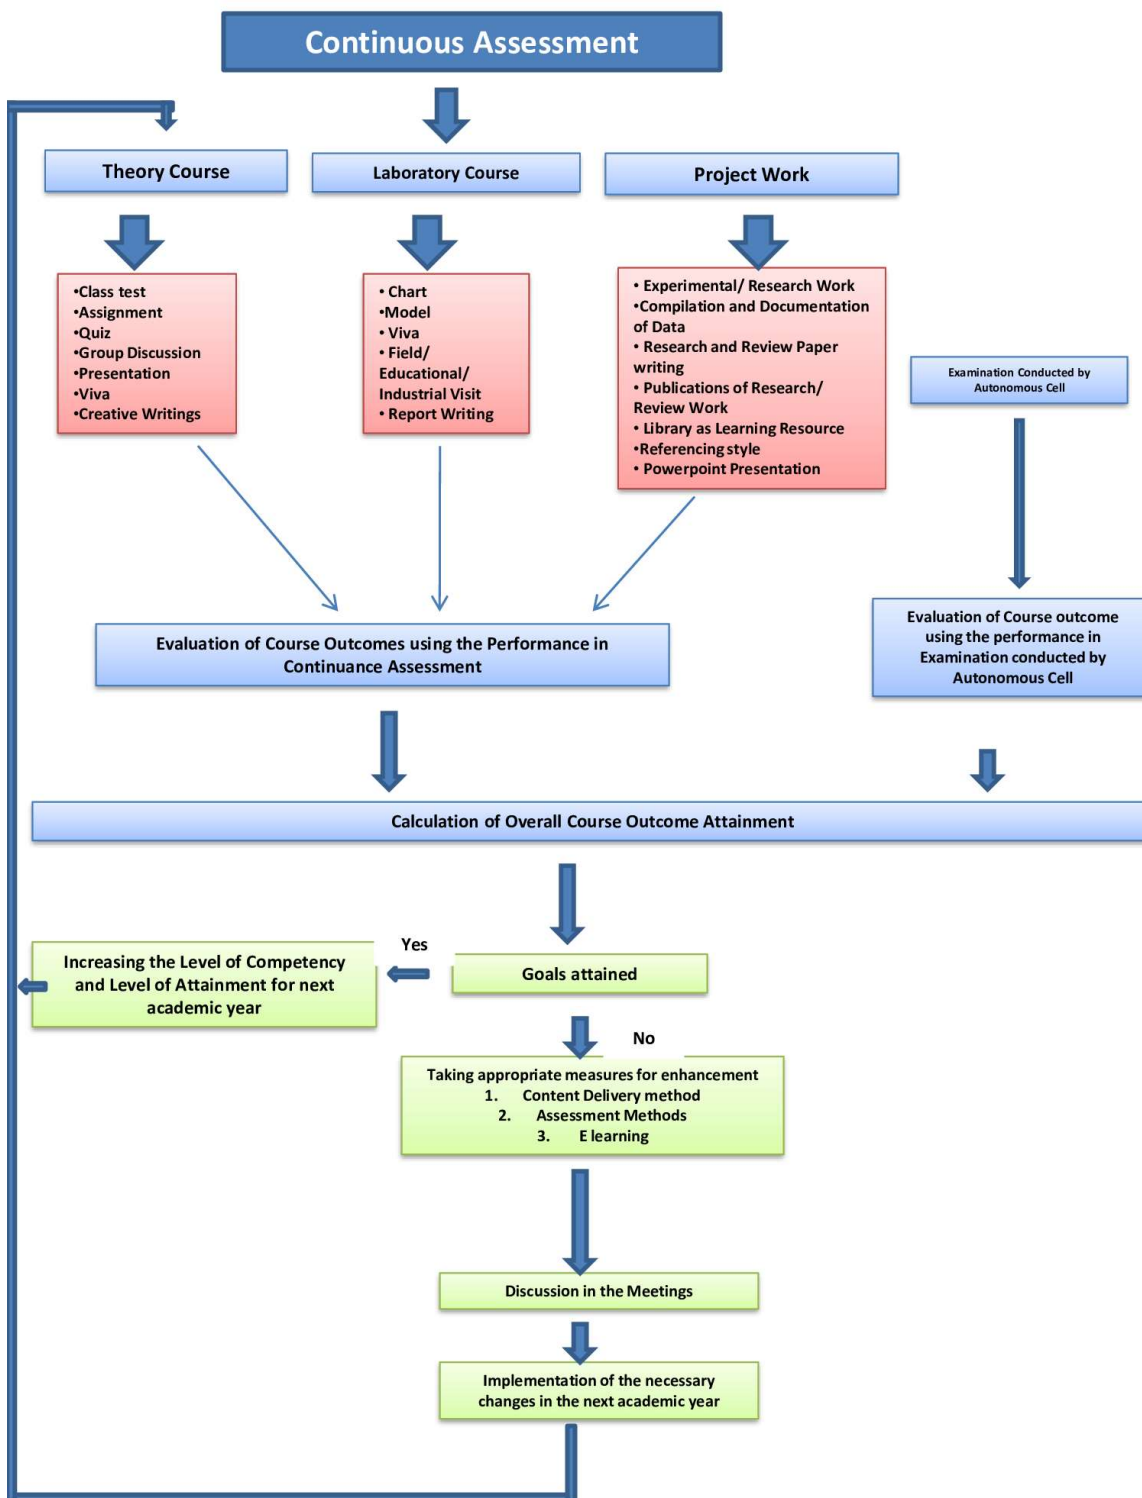 Continuous Assessment
Theory Course
Laboratory Course
Project Work
•Class test
•Assignment
•Quiz
•Group Discussion
•Presentation
•Viva
•Creative Writings
• Chart
•Model
• Viva
• Field/
Educational/
Industrial Visit
• Report Writing
• Experimental/ Research Work
•Compilation and Documentation
of Data
• Research and Review Paper
writing
• Publications of Research/
Review Work
• Library as Learning Resource
•Referencing style
• Powerpoint Presentation
Examination Conducted by
Autonomous Cell
Evaluation of Course Outcomes using the Performance in
Continuance Assessment
Evaluation of Course outcome
using the performance in
Examination conducted by
Autonomous Cell
Calculation of Overall Course Outcome Attainment
Goals attained
Yes
Increasing the Level of Competency
and Level of Attainment for next
academic year
No
Taking appropriate measures for enhancement
1. Content Delivery method
2. Assessment Methods
3. E learning
Discussion in the Meetings
Implementation of the necessary
changes in the next academic year